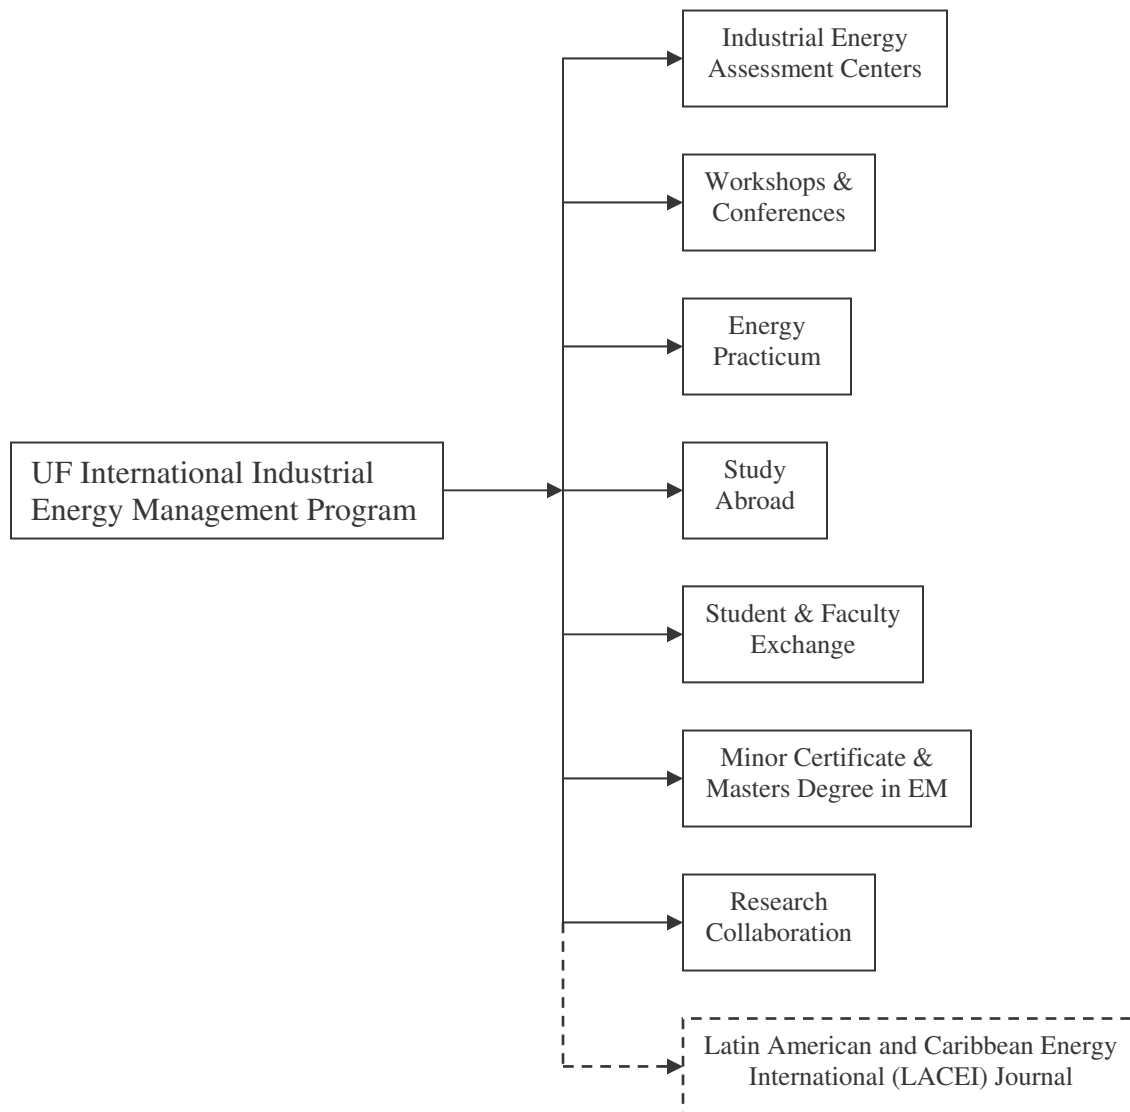 Industrial Energy
Assessment Centers
Workshops &
Conferences
Energy
Practicum
UF International Industrial
Energy Management Program
Study
Abroad
Student & Faculty
Exchange
Minor Certificate &
Masters Degree in EM
Research
Collaboration
Latin American and Caribbean Energy
International (LACEI) Journal